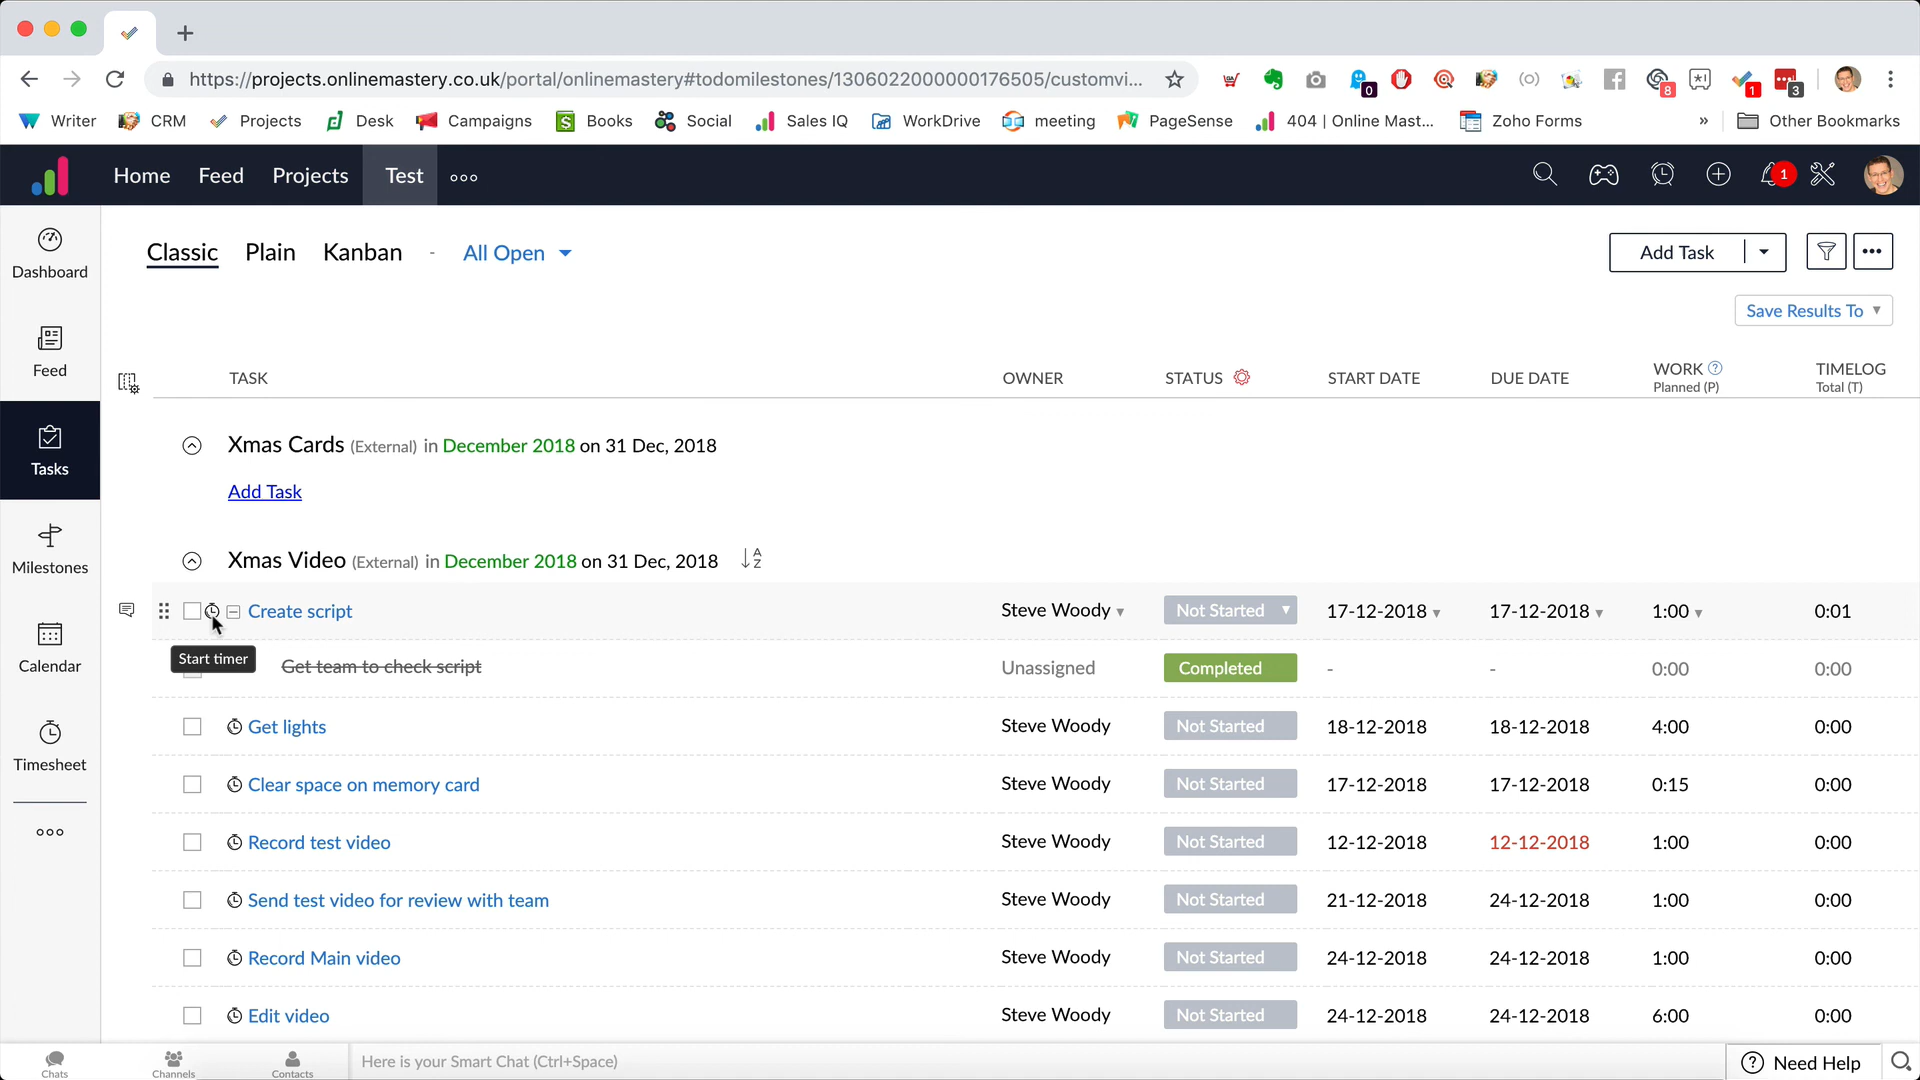 https://projects.onlinemastery.co.uk/portal/onlinemastery#todomilestones/1306022000000176505/customvi...
0
8
1
3
Writer CRM Projects Desk Campaigns Books Social Sales IQ WorkDrive meeting PageSense 404 | Online Mast... Zoho Forms » Other Bookmarks
Home Feed Projects Test
1
Dashboard
Feed
Tasks
Milestones
Calendar
Timesheet
Classic Plain Kanban - All Open
Add Task
Save Results To
TASK OWNER STATUS START DATE DUE DATE WORK TIMELOG
Planned (P) Total (T)
Xmas Cards (External) in December 2018 on 31 Dec, 2018
Add Task
Xmas Video (External) in December 2018 on 31 Dec, 2018 A Z
Create script Steve Woody Not Started 17-12-2018 17-12-2018 1:00 0:01
Start timer
Get team to check script Unassigned Completed - - 0:00 0:00
Get lights Steve Woody Not Started 18-12-2018 18-12-2018 4:00 0:00
Clear space on memory card Steve Woody Not Started 17-12-2018 17-12-2018 0:15 0:00
Record test video Steve Woody Not Started 12-12-2018 12-12-2018 1:00 0:00
Send test video for review with team Steve Woody Not Started 21-12-2018 24-12-2018 1:00 0:00
Record Main video Steve Woody Not Started 24-12-2018 24-12-2018 1:00 0:00
Edit video Steve Woody Not Started 24-12-2018 24-12-2018 6:00 0:00
Chats Channels Contacts Here is your Smart Chat (Ctrl+Space) Need Help